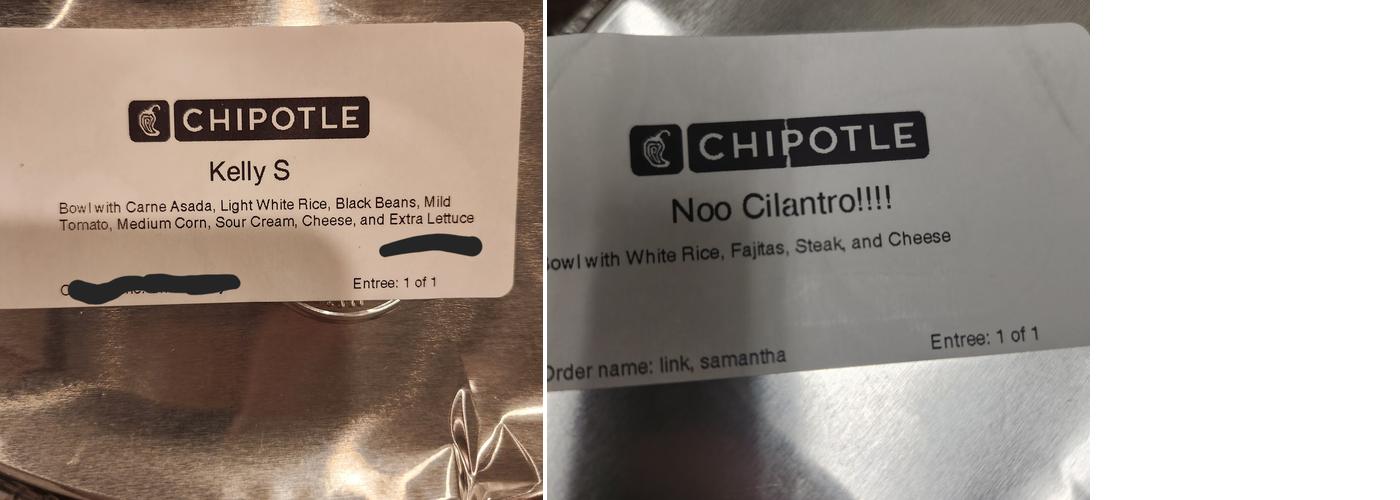 CHIPOTLE
Kelly S
Bowl with Carne Asada, Light White Rice, Black Beans, Mild
Tomato, Medium Corn, Sour Cream, Cheese, and Extra Lettuce
Entree: 1 of 1
CHIPOTLE
Noo Cilantro!!!!
owl with White Rice, Fajitas, Steak, and Cheese
Entree: 1 of 1
Order name: link, samantha